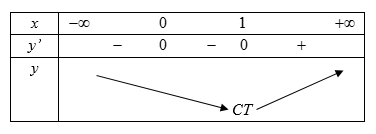 x −∞ 0 1 +∞
y’ − 0 − 0 +
y
CT